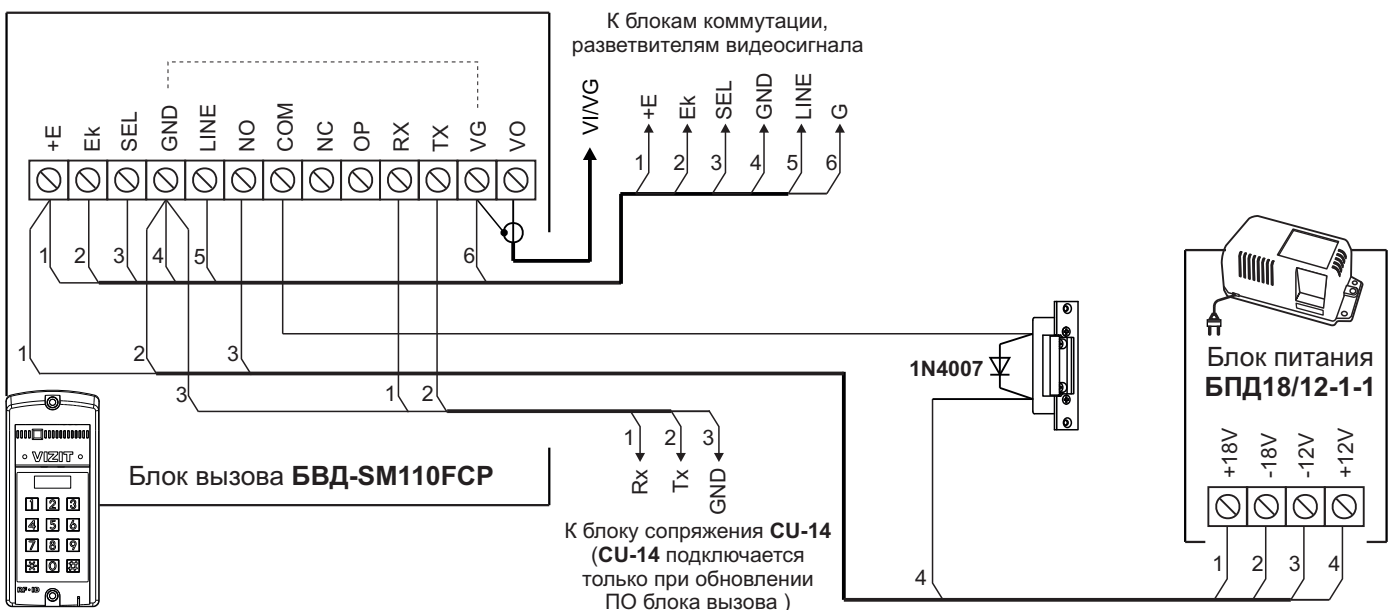 К блокам коммутации,
разветвителям видеосигнала
+E Ek SEL GND LINE NO COM NC OP RX TX VG VO
VI/VG
+E Ek SEL GND LINE G
1 2 3 4 5 6
1 2 3 4 5 6
1 2 3
3 1 2
1N4007
1 2 3
Rx Tx GND
VIZIT
1 2 3
4 5 6
7 8 9
* 0 #
RF-ID
Блок вызова БВД-SM110FCP
К блоку сопряжения CU-14
(CU-14 подключается
только при обновлении
ПО блока вызова )
Блок питания
БПД18/12-1-1
+18V -18V -12V +12V
4
1 2 3 4